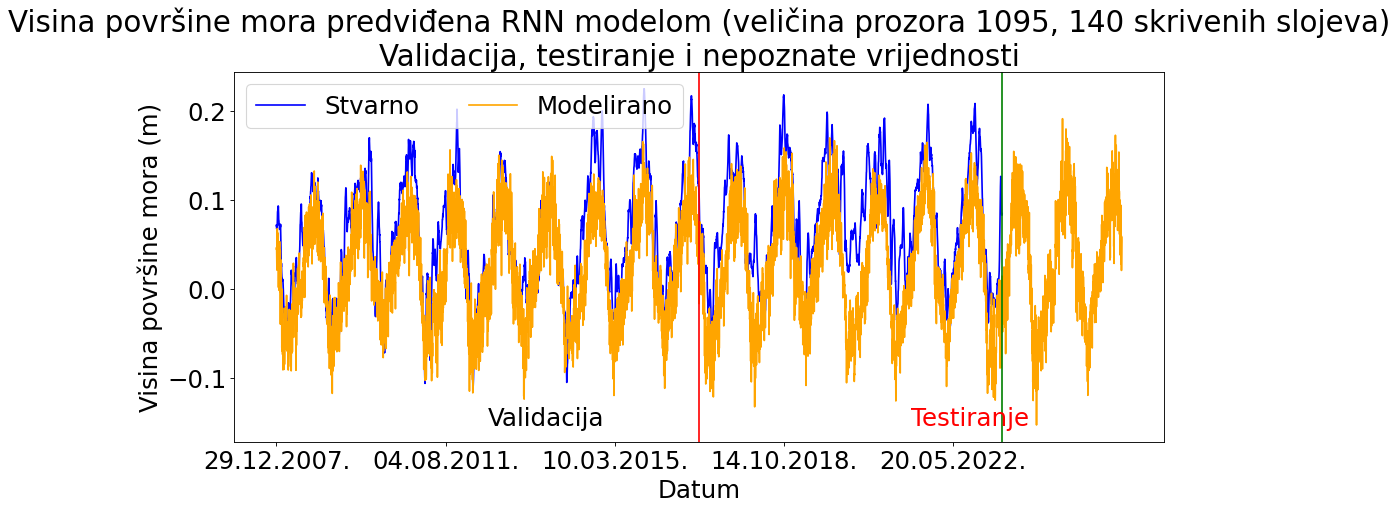 Visina površine mora predviđena RNN modelom (veličina prozora 1095, 140 skrivenih slojeva)
Validacija, testiranje i nepoznate vrijednosti
Stvarno
Modelirano
Visina površine mora (m)
0.2
0.1
0.0
−0.1
Validacija
Testiranje
29.12.2007.
04.08.2011.
10.03.2015.
14.10.2018.
20.05.2022.
Datum